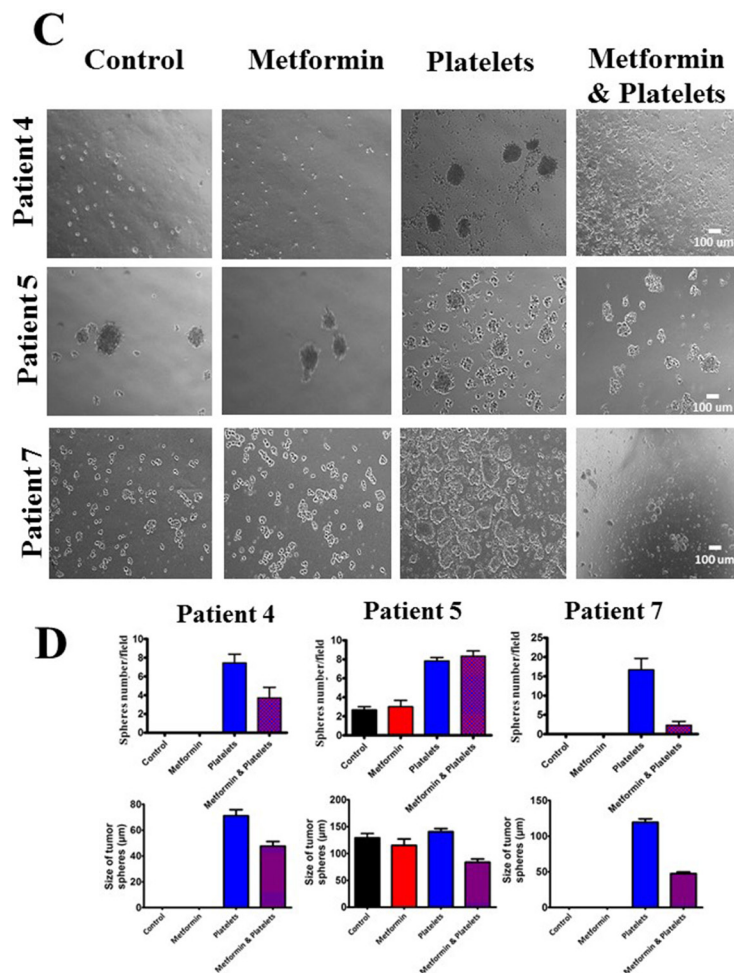 C
Control Metformin Platelets Metformin
& Platelets
Patient 4
100 um
Patient 5
100 um
Patient 7
100 um
D
Patient 4 Patient 5 Patient 7
Spheres number/field
10
8
6
4
2
0
Control Metformin Platelets Metformin & Platelets
Spheres number/field
10
8
6
4
2
0
Control Metformin Platelets Metformin & Platelets
Spheres number/field
25
20
15
10
5
0
Control Metformin Platelets Metformin & Platelets
Size of tumor
spheres (µm)
80
60
40
20
0
Control Metformin Platelets Metformin & Platelets
Size of tumor
spheres (µm)
200
150
100
50
0
Control Metformin Platelets Metformin & Platelets
Size of tumor
spheres (µm)
150
100
50
0
Control Metformin Platelets Metformin & Platelets